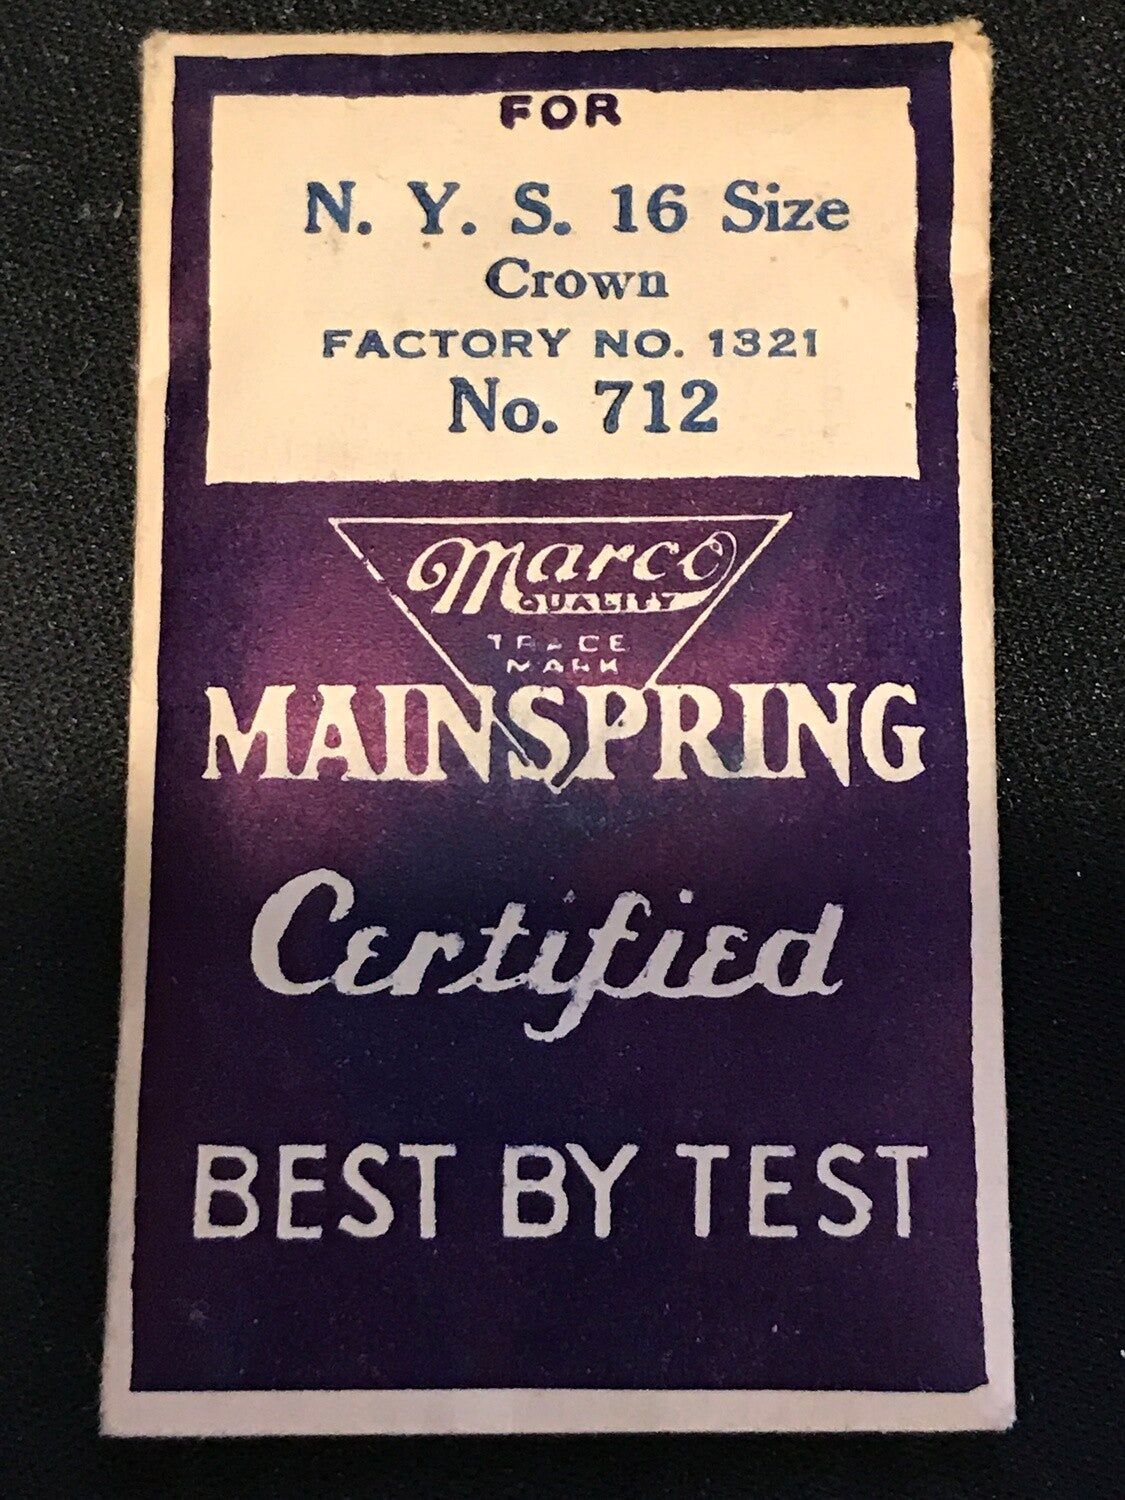 FOR
N. Y. S. 16 Size
Crown
FACTORY NO. 1321
No. 712
Marco
QUALITY
TRADE
MARK
MAINSPRING
Certified
BEST BY TEST